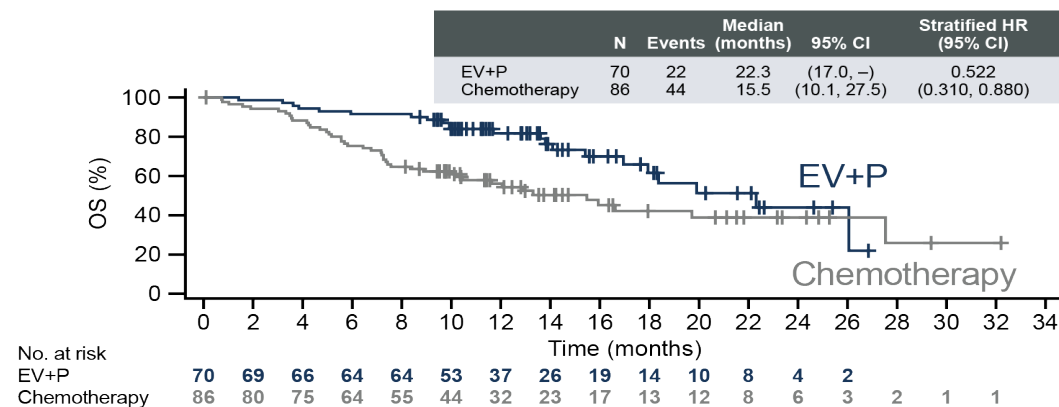 Median Stratified HR
N Events (months) 95% CI (95% CI)
EV+P 70 22 22.3 (17.0, –) 0.522
Chemotherapy 86 44 15.5 (10.1, 27.5) (0.310, 0.880)
100
80
60
40
20
0
OS (%)
EV+P
Chemotherapy
0 2 4 6 8 10 12 14 16 18 20 22 24 26 28 30 32 34
Time (months)
No. at risk
EV+P 70 69 66 64 64 53 37 26 19 14 10 8 4 2
Chemotherapy 86 80 75 64 55 44 32 23 17 13 12 8 6 3 2 1 1